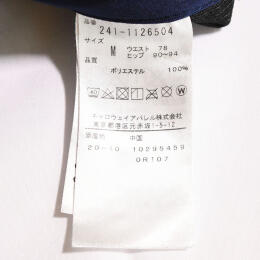 品番
241-1126504
サイズ
M ウエスト 78
ヒップ 90〜94
品質
ポリエステル 100%
40
キャロウェイアパレル株式会社
東京都港区元赤坂1-5-12
原産国 中国
20-10 10295459
0R107